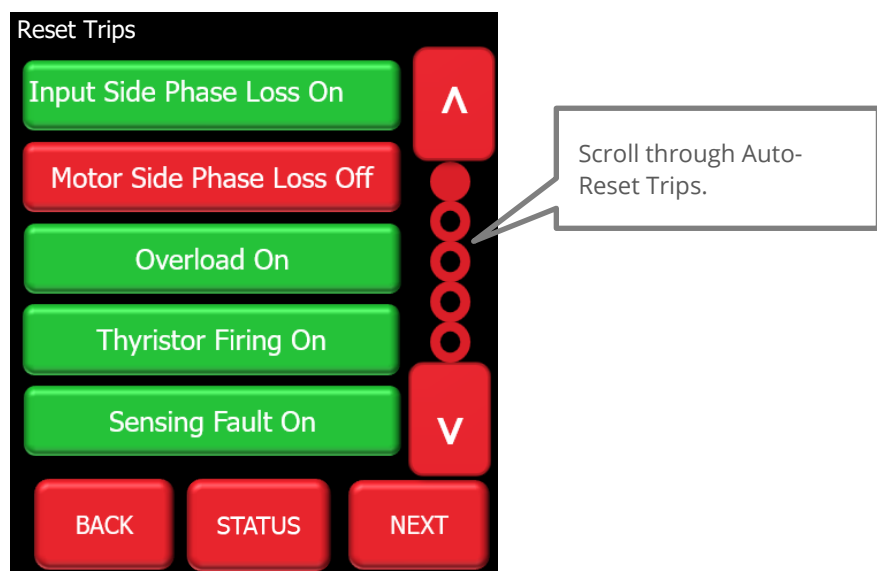 Reset Trips
Input Side Phase Loss On
Λ
Motor Side Phase Loss Off
Scroll through Auto-
Reset Trips.
Overload On
Thyristor Firing On
Sensing Fault On
V
BACK
STATUS
NEXT